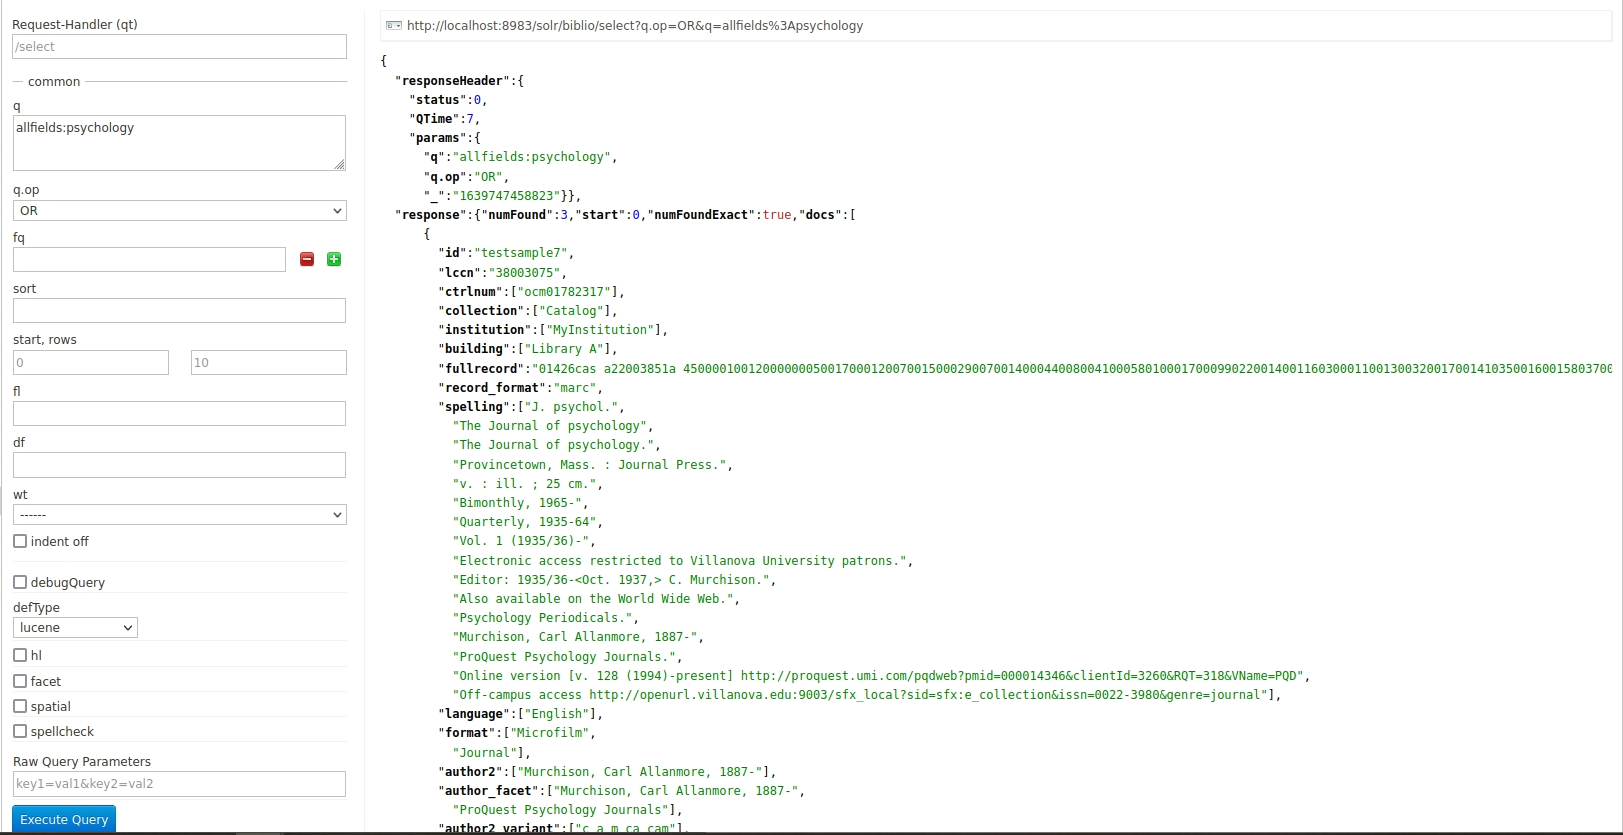 Request-Handler (qt)
/select
common
q
allfields:psychology
q.op
OR
fq
sort
start, rows
0 10
fl
df
wt
------
indent off
debugQuery
defType
lucene
hl
facet
spatial
spellcheck
Raw Query Parameters
key1=val1&key2=val2
Execute Query
http://localhost:8983/solr/biblio/select?q.op=OR&q=allfields%3Apsychology
{
"responseHeader":{
"status":0,
"QTime":7,
"params":{
"q":"allfields:psychology",
"q.op":"OR",
"_":"1639747458823"}},
"response":{"numFound":3,"start":0,"numFoundExact":true,"docs":[
{
"id":"testsample7",
"lccn":"38003075",
"ctrlnum":["ocm01782317"],
"collection":["Catalog"],
"institution":["MyInstitution"],
"building":["Library A"],
"fullrecord":"01426cas a22003851a
"record_format":"marc",
"spelling":["J. psychol.",
"The Journal of psychology",
"The Journal of psychology.",
"Provincetown, Mass. : Journal Press.",
"v. : ill. ; 25 cm.",
"Bimonthly, 1965-",
"Quarterly, 1935-64",
"Vol. 1 (1935/36)-",
"Electronic access restricted to Villanova University patrons.",
"Editor: 1935/36-<Oct. 1937,> C. Murchison.",
"Also available on the World Wide Web.",
"Psychology Periodicals.",
"Murchison, Carl Allanmore, 1887-",
"ProQuest Psychology Journals.",
"Online version [v. 128 (1994)-present] http://proquest.umi.com/pqdweb?pmid=000014346&clientId=3260&RQT=318&VName=PQD",
"Off-campus access http://openurl.villanova.edu:9003/sfx_local?sid=sfx:e_collection&issn=0022-3980&genre=journal"],
"language":["English"],
"format":["Microfilm",
"Journal"],
"author2":["Murchison, Carl Allanmore, 1887-"],
"author_facet":["Murchison, Carl Allanmore, 1887-",
"ProQuest Psychology Journals"],
"author2_variant":["c a m ca cam"],